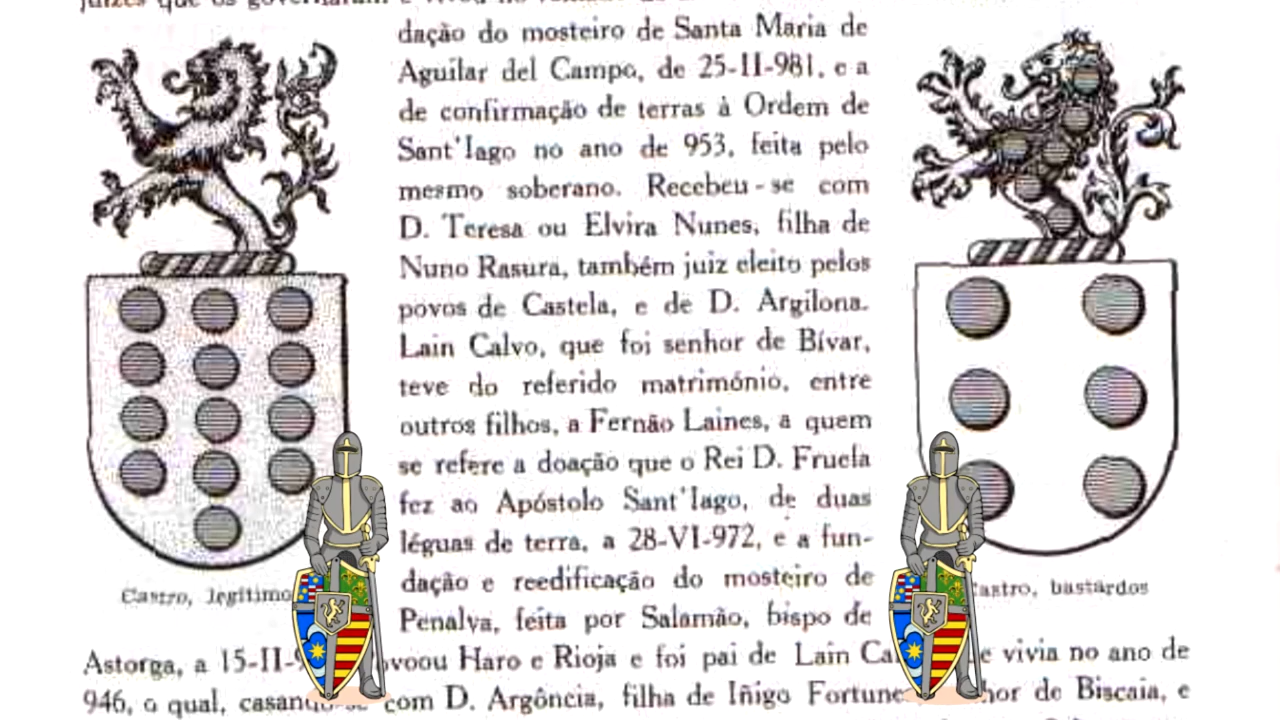 dação do mosteiro de Santa Maria de
Aguilar del Campo, de 25-II-981, e a
de confirmação de terras à Ordem de
Sant'Iago no ano de 953, feita pelo
mesmo soberano. Recebeu-se com
D. Teresa ou Elvira Nunes, filha de
Nuno Rasura, também juiz eleito pelos
povos de Castela, e de D. Argilona.
Lain Calvo, que foi senhor de Bívar,
teve do referido matrimónio, entre
outros filhos, a Fernão Laines, a quem
se refere a doação que o Rei D. Fruela
fez ao Apóstolo Sant'Iago, de duas
léguas de terra, a 28-VI-972, e a fun-
dação e reedificação do mosteiro de
Penalva, feita por Salamão, bispo de
Castro, legítimo
bastardos
Astorga, a 15-II- Haro e Rioja e foi pai de Lain vivia no ano de
946, o qual, com D. Argôncia, filha de Iñigo de Biscaia, e